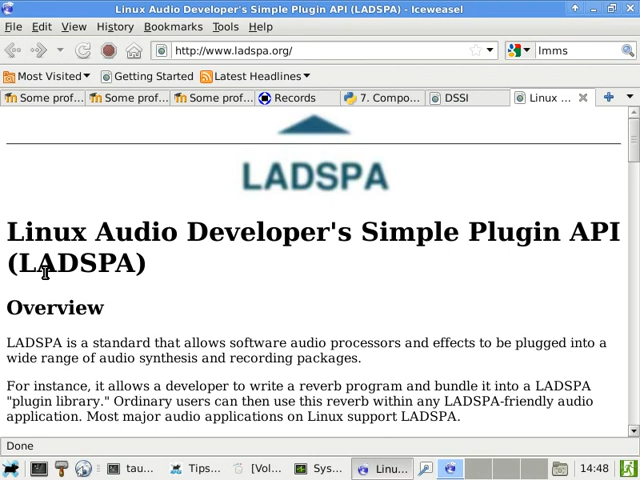 Linux Audio Developer's Simple Plugin API (LADSPA) - Iceweasel
File Edit View History Bookmarks Tools Help
http://www.ladspa.org/
lmms
Most Visited Getting Started Latest Headlines
Some prof... Some prof... Some prof... Records 7. Compo... DSSI Linux ...
LADSPA
Linux Audio Developer's Simple Plugin API
(LADSPA)
Overview
LADSPA is a standard that allows software audio processors and effects to be plugged into a
wide range of audio synthesis and recording packages.
For instance, it allows a developer to write a reverb program and bundle it into a LADSPA
"plugin library." Ordinary users can then use this reverb within any LADSPA-friendly audio
application. Most major audio applications on Linux support LADSPA.
Done
tau... Tips... [Vol... Sys... Linu... 14:48